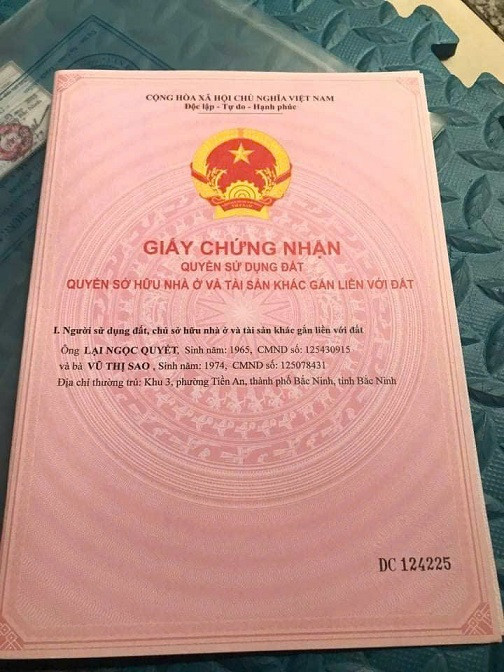 CỘNG HÒA XÃ HỘI CHỦ NGHĨA VIỆT NAM
Độc lập - Tự do - Hạnh phúc
GIẤY CHỨNG NHẬN
QUYỀN SỬ DỤNG ĐẤT
QUYỀN SỞ HỮU NHÀ Ở VÀ TÀI SẢN KHÁC GẮN LIỀN VỚI ĐẤT
I. Người sử dụng đất, chủ sở hữu nhà ở và tài sản khác gắn liền với đất
Ông LẠI NGỌC QUYẾT, Sinh năm: 1965, CMND số: 125430915
và bà VŨ THỊ SAO , Sinh năm: 1974, CMND số: 125078431
Địa chỉ thường trú: Khu 3, phường Tiền An, thành phố Bắc Ninh, tỉnh Bắc Ninh
DC 124225